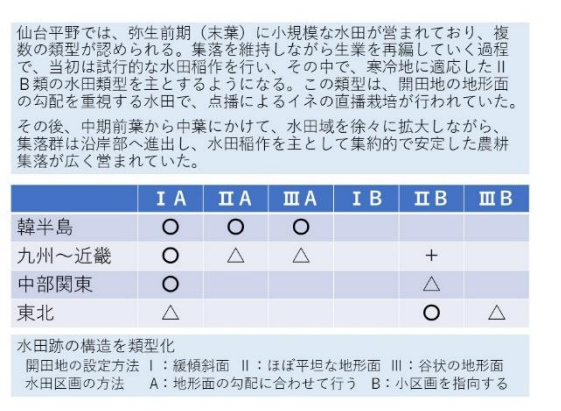 仙台平野では、弥生前期（末葉）に小規模な水田が営まれており、複
数の類型が認められる。集落を維持しながら生業を再編していく過程
で、当初は試行的な水田稲作を行い、その中で、寒冷地に適応したⅡ
Ｂ類の水田類型を主とするようになる。この類型は、開田地の地形面
の勾配を重視する水田で、点播によるイネの直播栽培が行われていた。
その後、中期前葉から中葉にかけて、水田域を徐々に拡大しながら、
集落群は沿岸部へ進出し、水田稲作を主として集約的で安定した農耕
集落が広く営まれていた。
ⅠA ⅡA ⅢA ⅠB ⅡB ⅢB
韓半島 〇 〇 〇
九州～近畿 〇 △ △ +
中部関東 〇 △
東北 △ 〇 △
水田跡の構造を類型化
開田地の設定方法 Ⅰ：緩傾斜面 Ⅱ：ほぼ平坦な地形面 Ⅲ：谷状の地形面
水田区画の方法 A：地形面の勾配に合わせて行う B：小区画を指向する